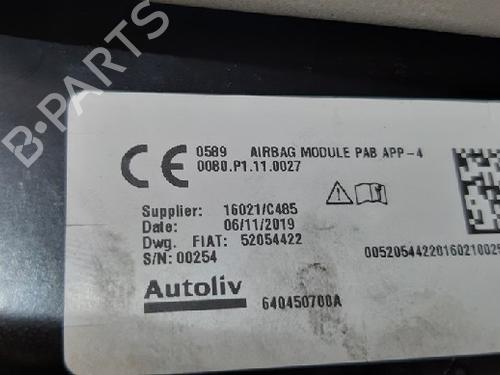 CE 0589 AIRBAG MODULE PAB APP-4
0080.P1.11.0027
Supplier: 16021/C485
Date: 06/11/2019
Dwg. FIAT: 52054422
S/N: 00254
00520544220160210025
Autoliv
640450700A
B-PARTS